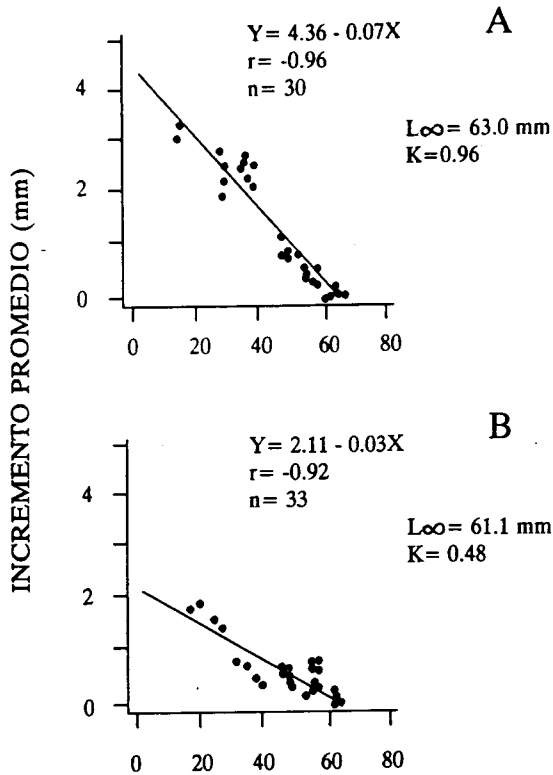 A
Y = 4.36 - 0.07X
r= -0.96
n= 30
L∞= 63.0 mm
K=0.96
4
2
0
0 20 40 60 80
INCREMENTO PROMEDIO (mm)
B
Y= 2.11 - 0.03X
r= -0.92
n= 33
L∞= 61.1 mm
K= 0.48
4
2
0
0 20 40 60 80